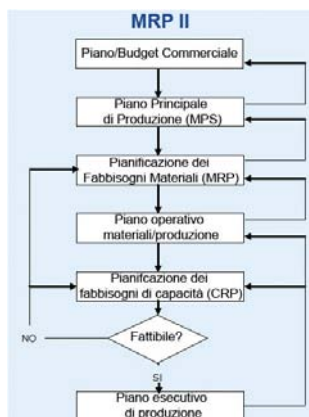 MRP II
Piano/Budget Commerciale
Piano Principale
di Produzione (MPS)
Pianificazione dei
Fabbisogni Materiali (MRP)
Piano operativo
materiali/produzione
Pianifcazione dei
fabbisogni di capacità (CRP)
Fattibile?
NO
SI
Piano esecutivo
di produzione